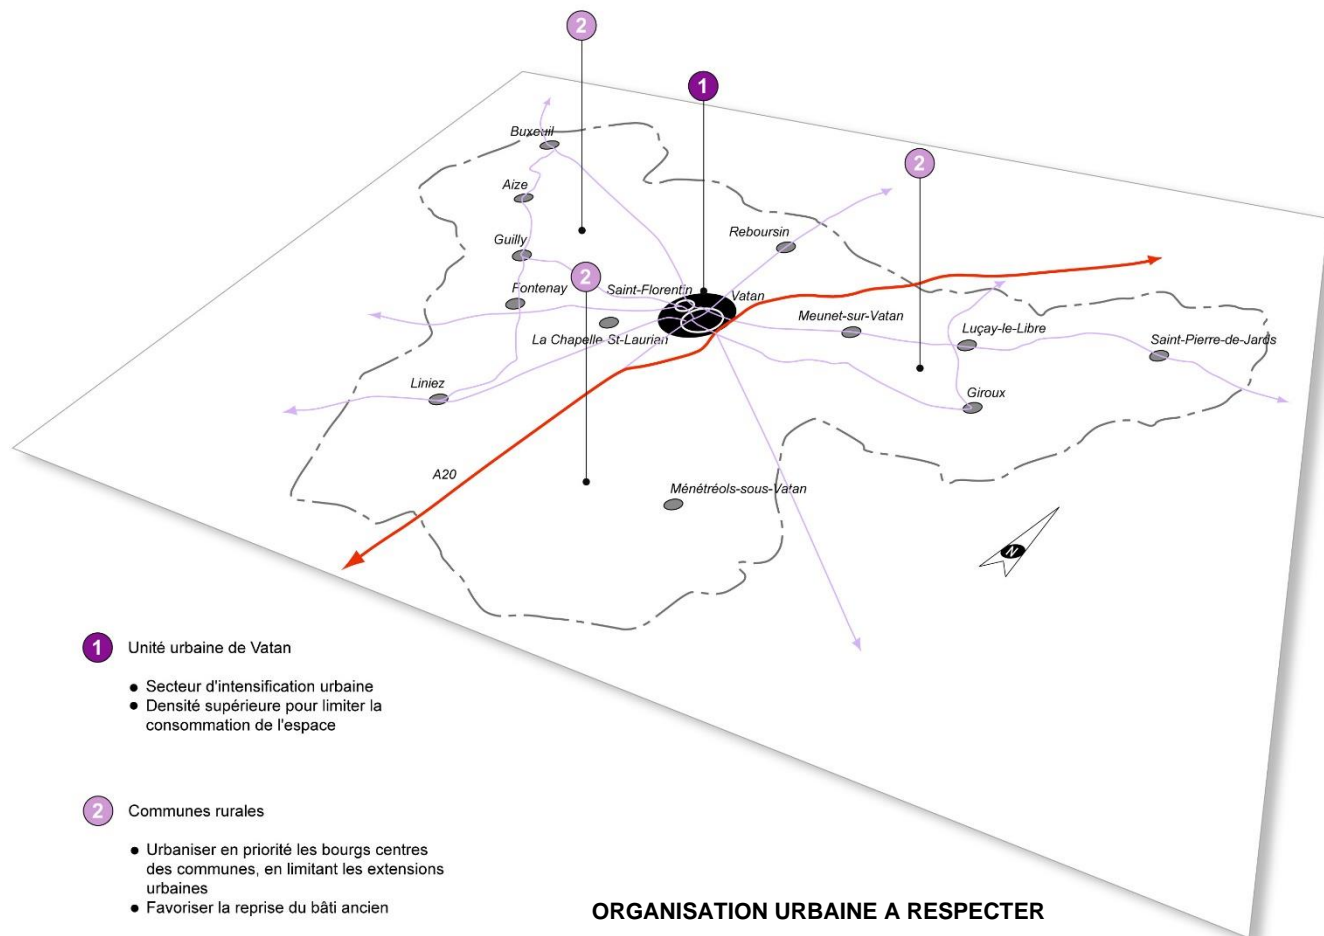 2
1
Buxeuil
2
Aize
Reboursin
Guilly
2
Fontenay
Saint-Florentin
Vatan
Meunet-sur-Vatan
Luçay-le-Libre
La Chapelle St-Laurian
Saint-Pierre-de-Jards
Liniez
Giroux
A20
Ménétréols-sous-Vatan
N
1 Unité urbaine de Vatan
● Secteur d'intensification urbaine
● Densité supérieure pour limiter la
consommation de l'espace
2 Communes rurales
● Urbaniser en priorité les bourgs centres
des communes, en limitant les extensions
urbaines
● Favoriser la reprise du bâti ancien
ORGANISATION URBAINE A RESPECTER